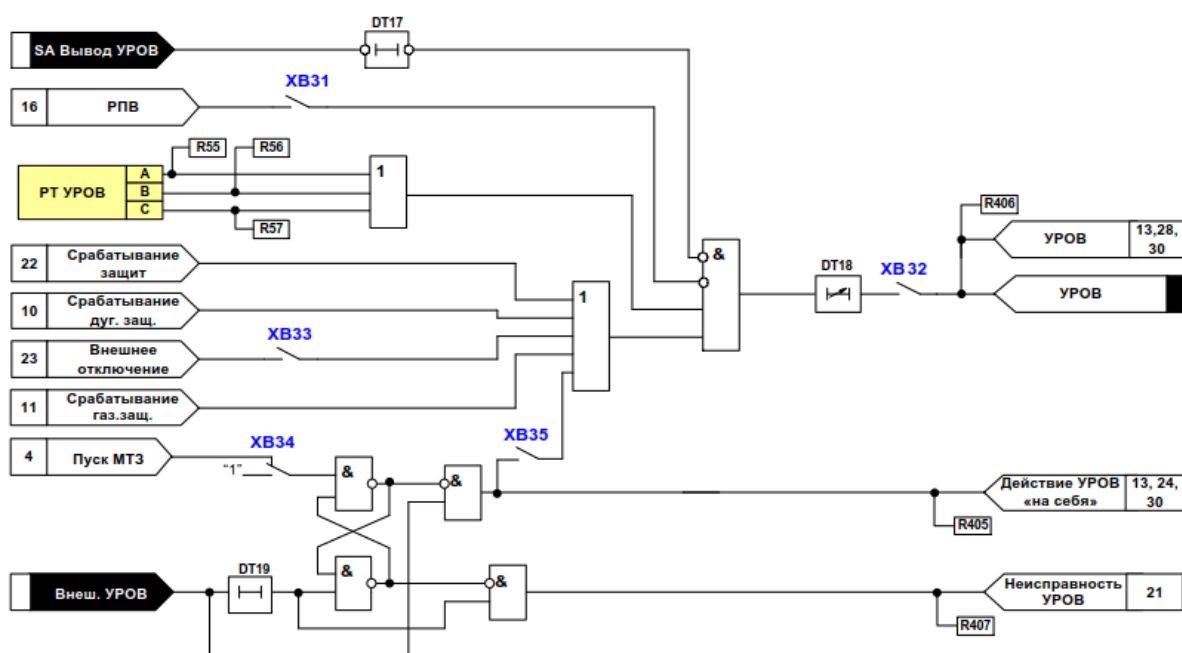 DT17
SA Вывод УРОВ
XB31
16 РПВ
R55 R56
РТ УРОВ
A
B
C
1
R57
R406
УРОВ 13,28, 30
22 Срабатывание защит
&
DT18
XB32
УРОВ
1
10 Срабатывание дуг. защ.
XB33
23 Внешнее отключение
11 Срабатывание газ.защ.
XB34
XB35
4 Пуск МТЗ
"1"
&
&
Действие УРОВ «на себя» 13, 24, 30
R405
DT19
&
&
Внеш. УРОВ
Неисправность УРОВ 21
R407